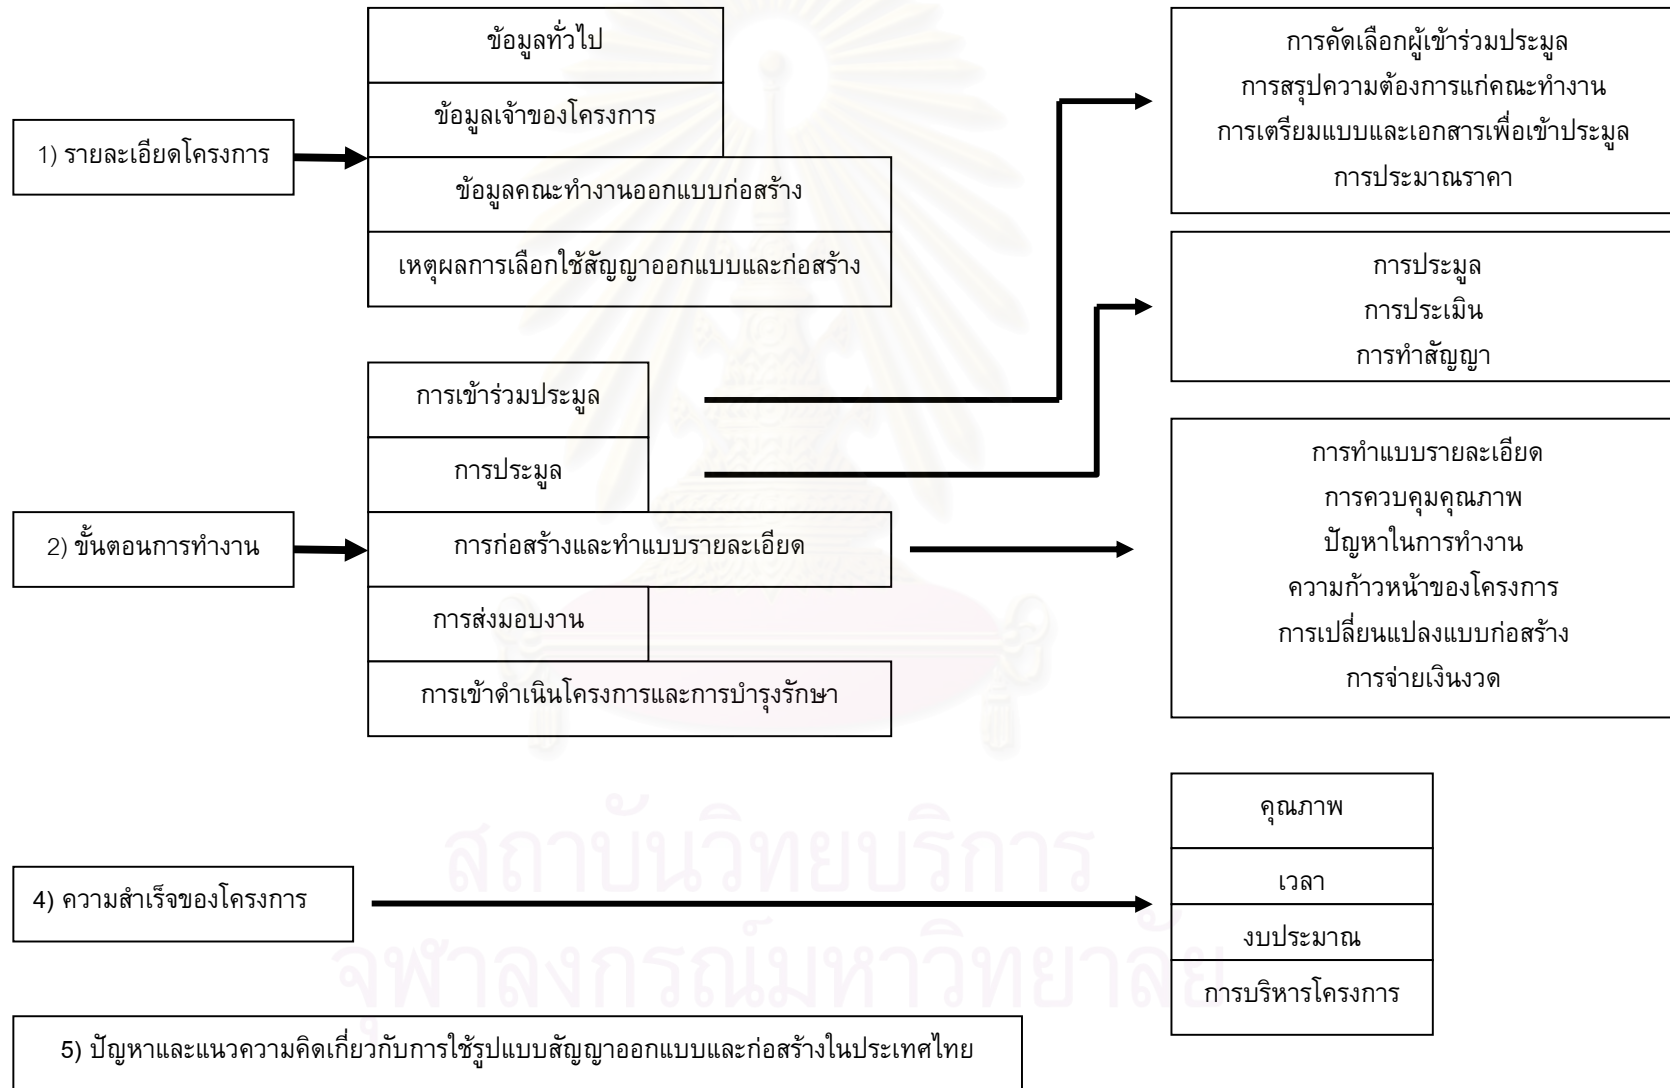 1) รายละเอียดโครงการ
ข้อมูลทั่วไป
ข้อมูลเจ้าของโครงการ
ข้อมูลคณะทำงานออกแบบก่อสร้าง
เหตุผลการเลือกใช้สัญญาออกแบบและก่อสร้าง
2) ขั้นตอนการทำงาน
การเข้าร่วมประมูล
การประมูล
การก่อสร้างและทำแบบรายละเอียด
การส่งมอบงาน
การเข้าดำเนินโครงการและการบำรุงรักษา
การคัดเลือกผู้เข้าร่วมประมูล
การสรุปความต้องการแก่คณะทำงาน
การเตรียมแบบและเอกสารเพื่อเข้าประมูล
การประมาณราคา
การประมูล
การประเมิน
การทำสัญญา
การทำแบบรายละเอียด
การควบคุมคุณภาพ
ปัญหาในการทำงาน
ความก้าวหน้าของโครงการ
การเปลี่ยนแปลงแบบก่อสร้าง
การจ่ายเงินงวด
4) ความสำเร็จของโครงการ
คุณภาพ
เวลา
งบประมาณ
การบริหารโครงการ
5) ปัญหาและแนวความคิดเกี่ยวกับการใช้รูปแบบสัญญาออกแบบและก่อสร้างในประเทศไทย
สถาบันวิทยบริการ
จุฬาลงกรณ์มหาวิทยาลัย